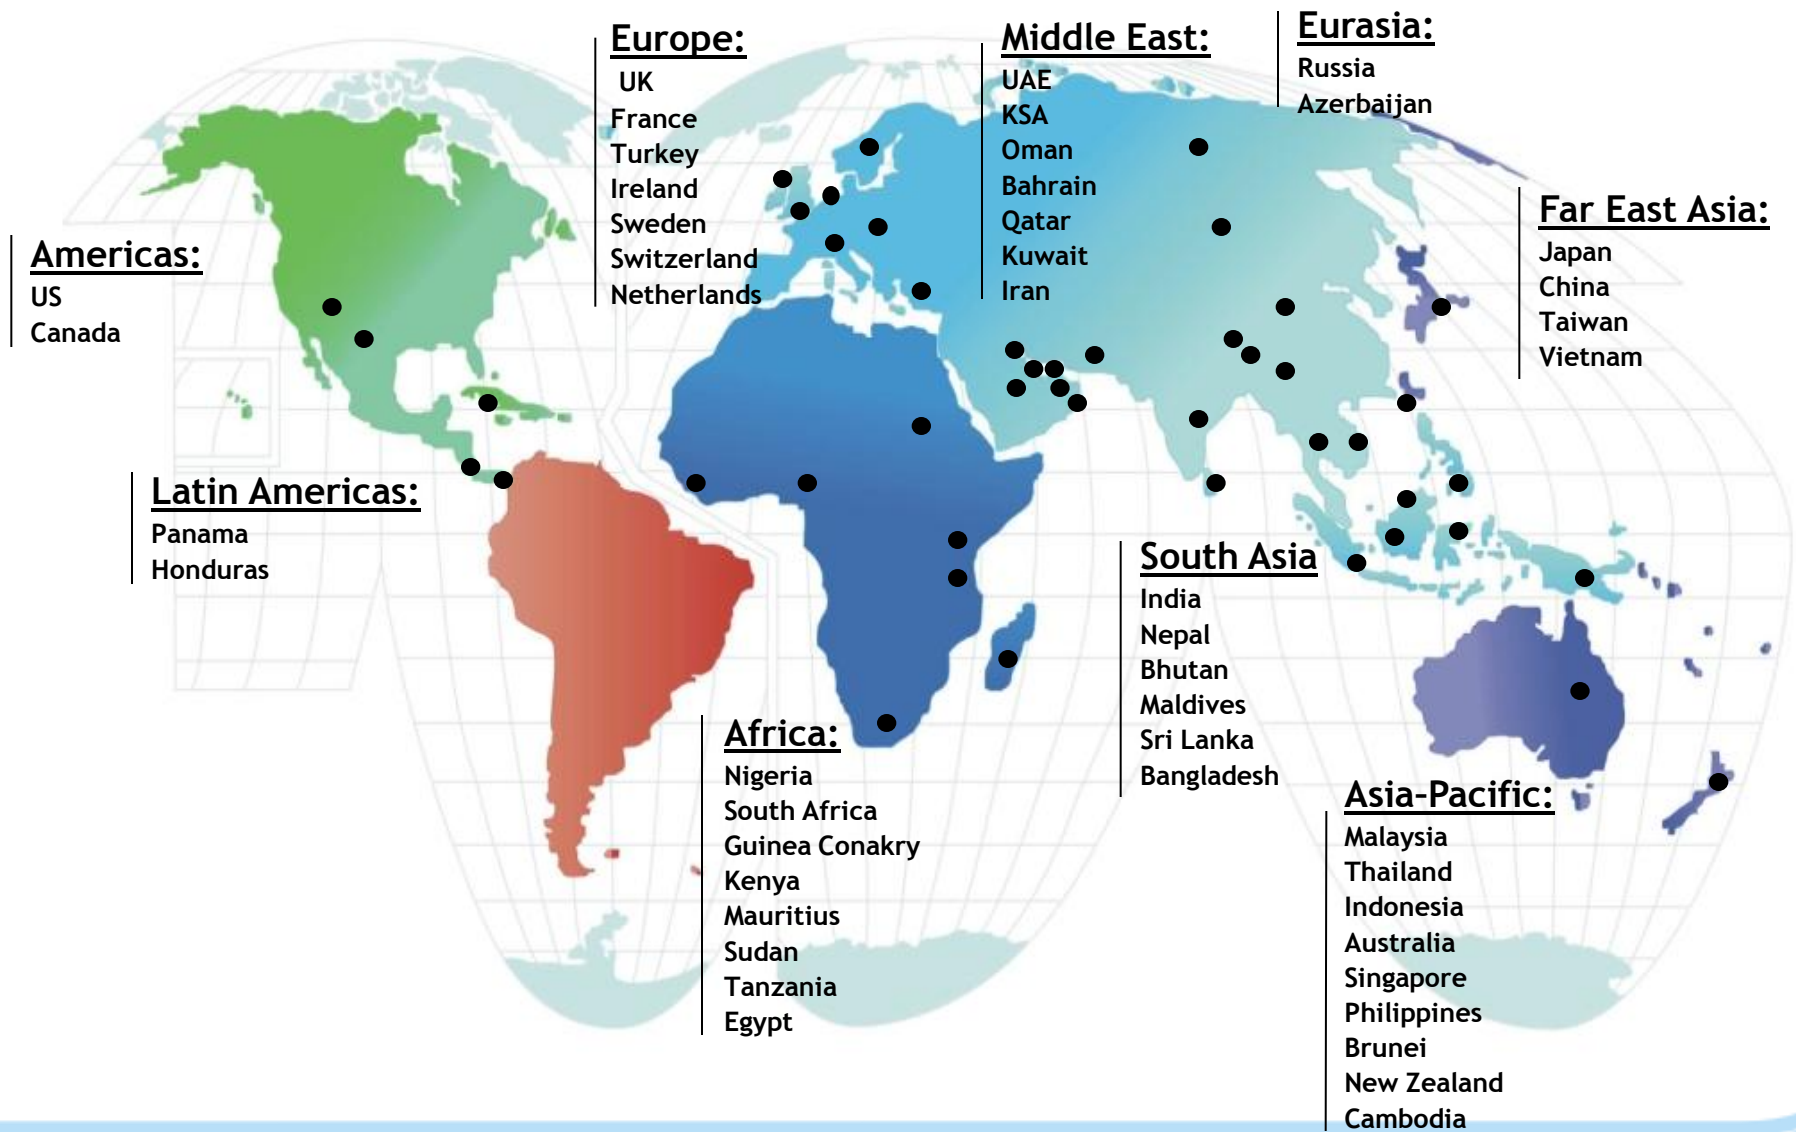 Americas:
US
Canada
Latin Americas:
Panama
Honduras
Europe:
UK
France
Turkey
Ireland
Sweden
Switzerland
Netherlands
Africa:
Nigeria
South Africa
Guinea Conakry
Kenya
Mauritius
Sudan
Tanzania
Egypt
Middle East:
UAE
KSA
Oman
Bahrain
Qatar
Kuwait
Iran
Eurasia:
Russia
Azerbaijan
South Asia
India
Nepal
Bhutan
Maldives
Sri Lanka
Bangladesh
Far East Asia:
Japan
China
Taiwan
Vietnam
Asia-Pacific:
Malaysia
Thailand
Indonesia
Australia
Singapore
Philippines
Brunei
New Zealand
Cambodia